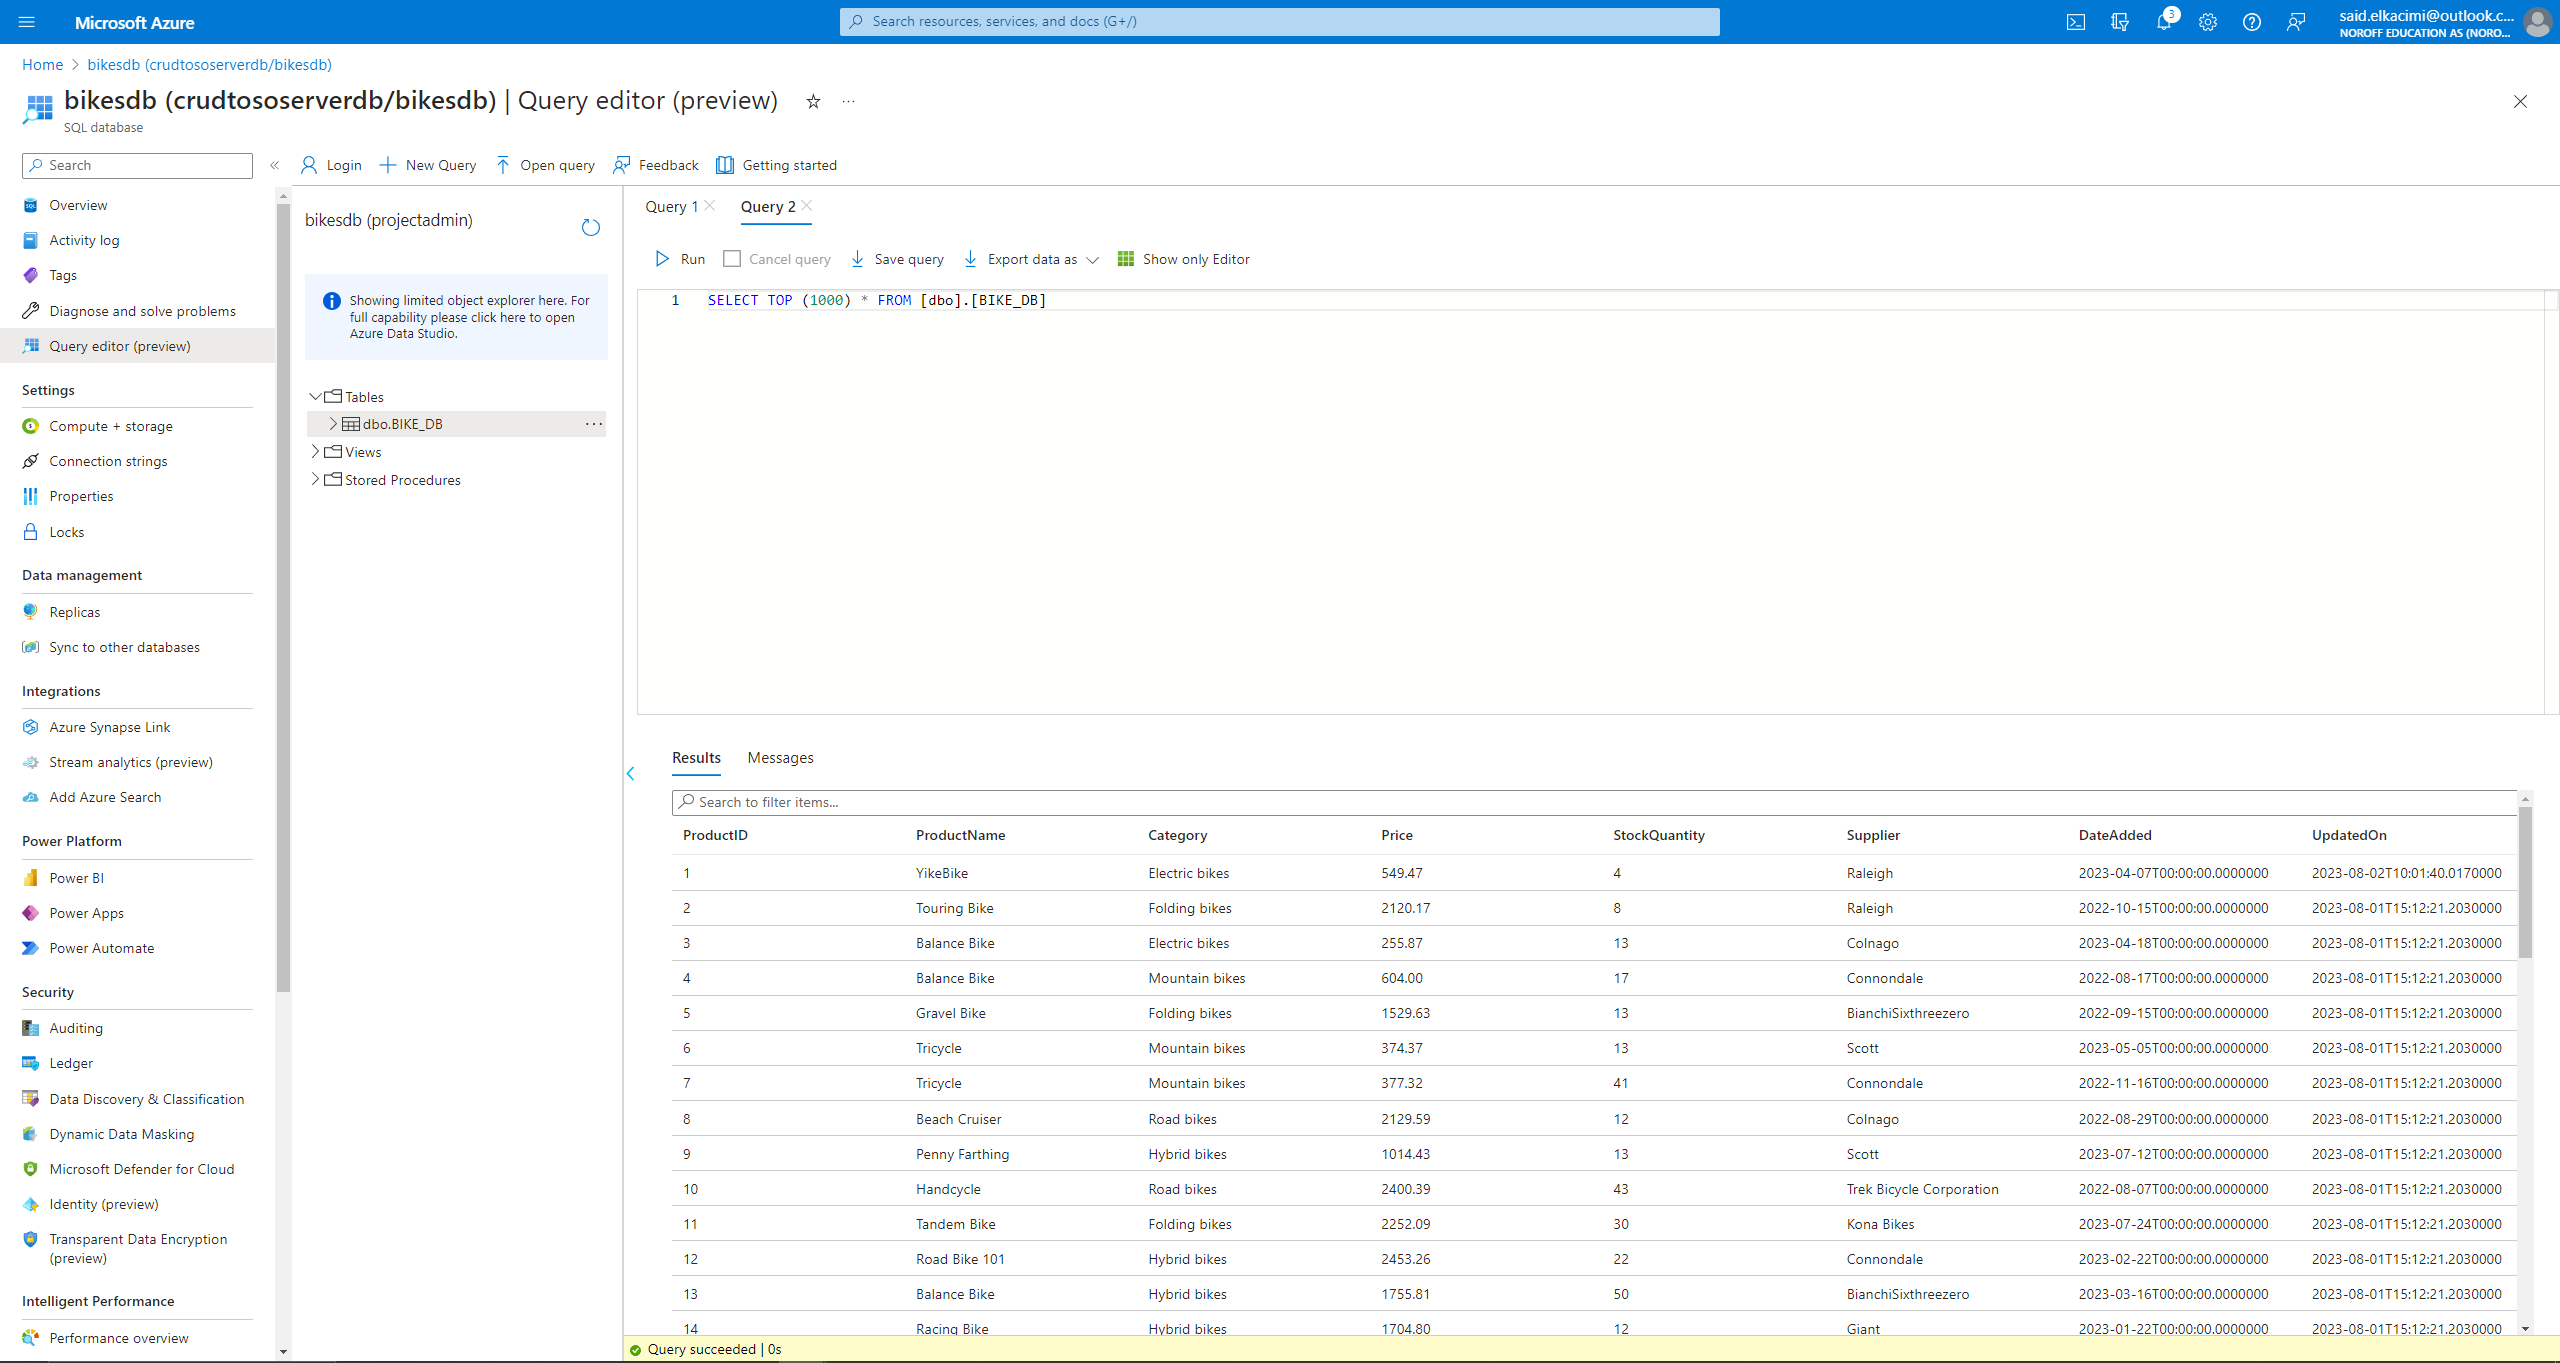 Microsoft Azure
Search resources, services, and docs (G+/)
3
said.elkacimi@outlook.c...
NOROFF EDUCATION AS (NORO...
Home > bikesdb (crudtososerverdb/bikesdb)
bikesdb (crudtososerverdb/bikesdb) | Query editor (preview)
SQL database
Search
Overview
Activity log
Tags
Diagnose and solve problems
Query editor (preview)
Settings
Compute + storage
Connection strings
Properties
Locks
Data management
Replicas
Sync to other databases
Integrations
Azure Synapse Link
Stream analytics (preview)
Add Azure Search
Power Platform
Power BI
Power Apps
Power Automate
Security
Auditing
Ledger
Data Discovery & Classification
Dynamic Data Masking
Microsoft Defender for Cloud
Identity (preview)
Transparent Data Encryption
(preview)
Intelligent Performance
Performance overview
Login New Query Open query Feedback Getting started
bikesdb (projectadmin)
Showing limited object explorer here. For
full capability please click here to open
Azure Data Studio.
Tables
dbo.BIKE_DB
Views
Stored Procedures
Query 1 Query 2
Run Cancel query Save query Export data as Show only Editor
1 SELECT TOP (1000) * FROM [dbo].[BIKE_DB]
Results Messages
Search to filter items...
ProductID ProductName Category Price StockQuantity Supplier DateAdded UpdatedOn
1 YikeBike Electric bikes 549.47 4 Raleigh 2023-04-07T00:00:00.0000000 2023-08-02T10:01:40.0170000
2 Touring Bike Folding bikes 2120.17 8 Raleigh 2022-10-15T00:00:00.0000000 2023-08-01T15:12:21.2030000
3 Balance Bike Electric bikes 255.87 13 Colnago 2023-04-18T00:00:00.0000000 2023-08-01T15:12:21.2030000
4 Balance Bike Mountain bikes 604.00 17 Connondale 2022-08-17T00:00:00.0000000 2023-08-01T15:12:21.2030000
5 Gravel Bike Folding bikes 1529.63 13 BianchiSixthreezero 2022-09-15T00:00:00.0000000 2023-08-01T15:12:21.2030000
6 Tricycle Mountain bikes 374.37 13 Scott 2023-05-05T00:00:00.0000000 2023-08-01T15:12:21.2030000
7 Tricycle Mountain bikes 377.32 41 Connondale 2022-11-16T00:00:00.0000000 2023-08-01T15:12:21.2030000
8 Beach Cruiser Road bikes 2129.59 12 Colnago 2022-08-29T00:00:00.0000000 2023-08-01T15:12:21.2030000
9 Penny Farthing Hybrid bikes 1014.43 13 Scott 2023-07-12T00:00:00.0000000 2023-08-01T15:12:21.2030000
10 Handcycle Road bikes 2400.39 43 Trek Bicycle Corporation 2022-08-07T00:00:00.0000000 2023-08-01T15:12:21.2030000
11 Tandem Bike Folding bikes 2252.09 30 Kona Bikes 2023-07-24T00:00:00.0000000 2023-08-01T15:12:21.2030000
12 Road Bike 101 Hybrid bikes 2453.26 22 Connondale 2023-02-22T00:00:00.0000000 2023-08-01T15:12:21.2030000
13 Balance Bike Hybrid bikes 1755.81 50 BianchiSixthreezero 2023-03-16T00:00:00.0000000 2023-08-01T15:12:21.2030000
14 Racing Bike Hybrid bikes 1704.80 12 Giant 2023-01-22T00:00:00.0000000 2023-08-01T15:12:21.2030000
Query succeeded | 0s